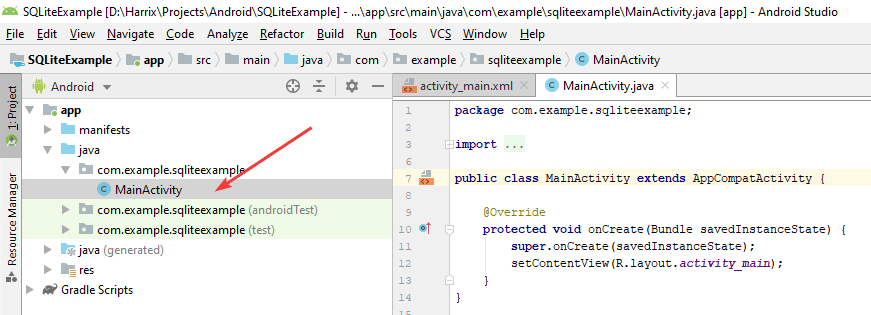 SQLiteExample [D:\Harrix\Projects\Android\SQLiteExample] - ...\app\src\main\java\com\example\sqliteexample\MainActivity.java [app] - Android Studio
File Edit View Navigate Code Analyze Refactor Build Run Tools VCS Window Help
SQLiteExample app src main java com example sqliteexample MainActivity
1: Project
Resource Manager
Android
app
manifests
java
com.example.sqliteexample
MainActivity
com.example.sqliteexample (androidTest)
com.example.sqliteexample (test)
java (generated)
res
Gradle Scripts
activity_main.xml MainActivity.java
1 package com.example.sqliteexample;
2
3 import ...
6
7 public class MainActivity extends AppCompatActivity {
8
9 @Override
10 protected void onCreate(Bundle savedInstanceState) {
11 super.onCreate(savedInstanceState);
12 setContentView(R.layout.activity_main);
13 }
14 }
15